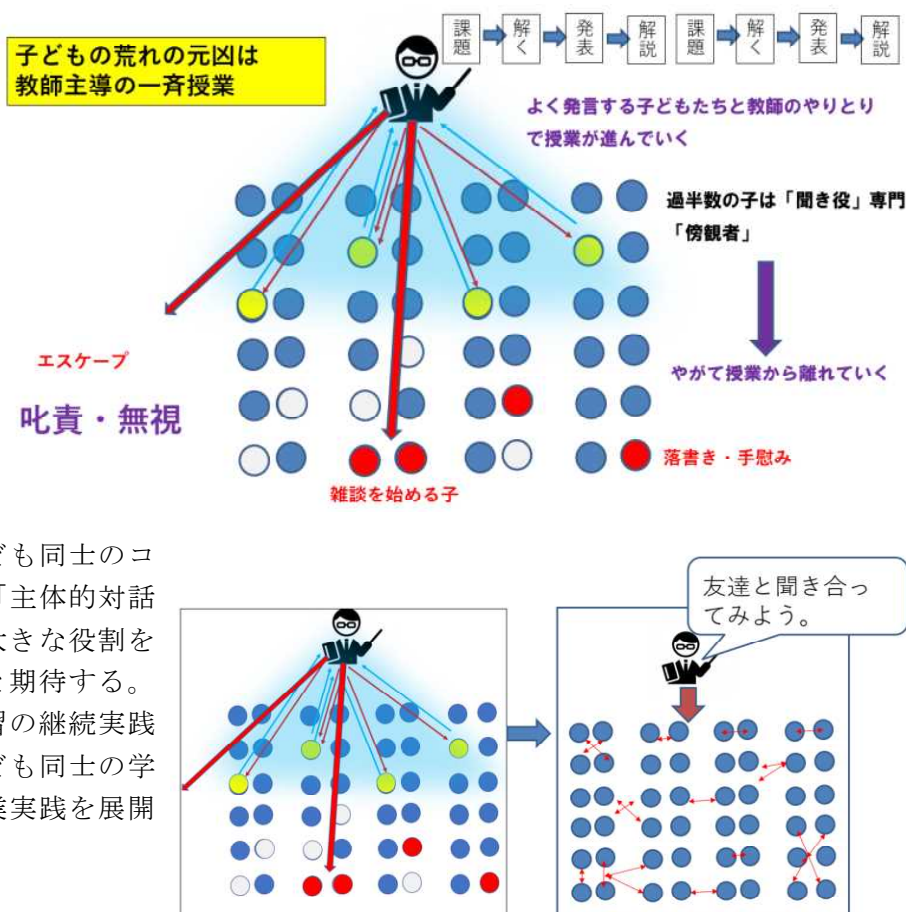 子どもの荒れの元凶は
教師主導の一斉授業
課題
解く
発表
解説
課題
解く
発表
解説
よく発言する子どもたちと教師のやりとり
で授業が進んでいく
過半数の子は「聞き役」専門
「傍観者」
やがて授業から離れていく
エスケープ
叱責・無視
落書き・手慰み
雑談を始める子
ども同士のコ
「主体的対話
大きな役割を
と期待する。
習の継続実践
ども同士の学
業実践を展開
友達と聞き合っ
てみよう。